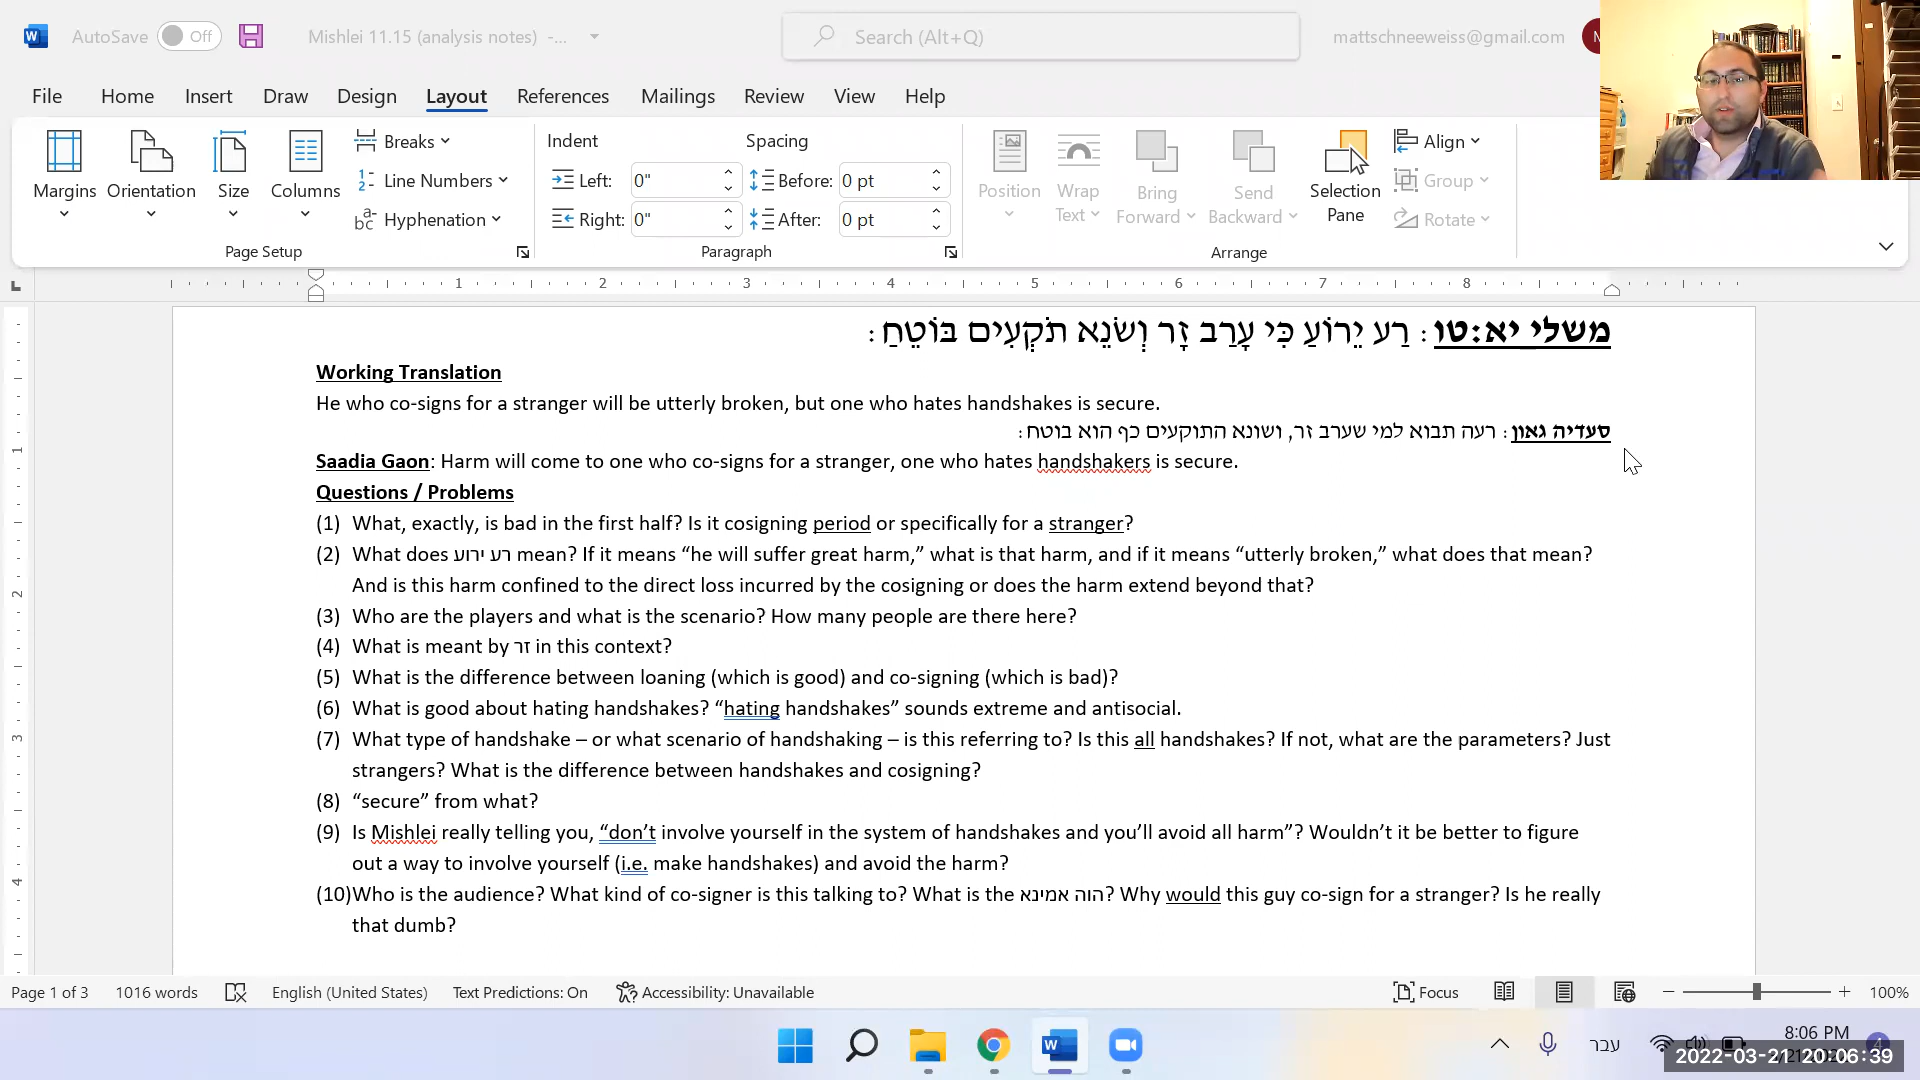 AutoSave Off Mishlei 11.15 (analysis notes) -... Search (Alt+Q) mattschneeweiss@gmail.com
File Home Insert Draw Design Layout References Mailings Review View Help
Margins Orientation Size Columns Breaks Line Numbers Hyphenation
Page Setup
Indent Spacing
Left: 0" Before: 0 pt
Right: 0" After: 0 pt
Paragraph
Position Wrap Text Bring Forward Send Backward Selection Pane Align Group Rotate
Arrange
1 2 3 4 5 6 7 8
משלי יא:טו: רַע יֵרוֹעַ כִּי עָרַב זָר וְשֹׂנֵא תֹקְעִים בּוֹטֵחַ:
Working Translation
He who co-signs for a stranger will be utterly broken, but one who hates handshakes is secure.
סעדיה גאון: רעה תבוא למי שערב זר, ושונא התוקעים כף הוא בוטח:
Saadia Gaon: Harm will come to one who co-signs for a stranger, one who hates handshakers is secure.
Questions / Problems
(1) What, exactly, is bad in the first half? Is it cosigning period or specifically for a stranger?
(2) What does רע ירוע mean? If it means “he will suffer great harm,” what is that harm, and if it means “utterly broken,” what does that mean?
And is this harm confined to the direct loss incurred by the cosigning or does the harm extend beyond that?
(3) Who are the players and what is the scenario? How many people are there here?
(4) What is meant by זר in this context?
(5) What is the difference between loaning (which is good) and co-signing (which is bad)?
(6) What is good about hating handshakes? “hating handshakes” sounds extreme and antisocial.
(7) What type of handshake – or what scenario of handshaking – is this referring to? Is this all handshakes? If not, what are the parameters? Just
strangers? What is the difference between handshakes and cosigning?
(8) “secure” from what?
(9) Is Mishlei really telling you, “don’t involve yourself in the system of handshakes and you’ll avoid all harm”? Wouldn’t it be better to figure
out a way to involve yourself (i.e. make handshakes) and avoid the harm?
(10)Who is the audience? What kind of co-signer is this talking to? What is the הוה אמינא? Why would this guy co-sign for a stranger? Is he really
that dumb?
1 2 3 4
Page 1 of 3 1016 words English (United States) Text Predictions: On Accessibility: Unavailable Focus 100%
עבר 8:06 PM
2022-03-21 20:06:39